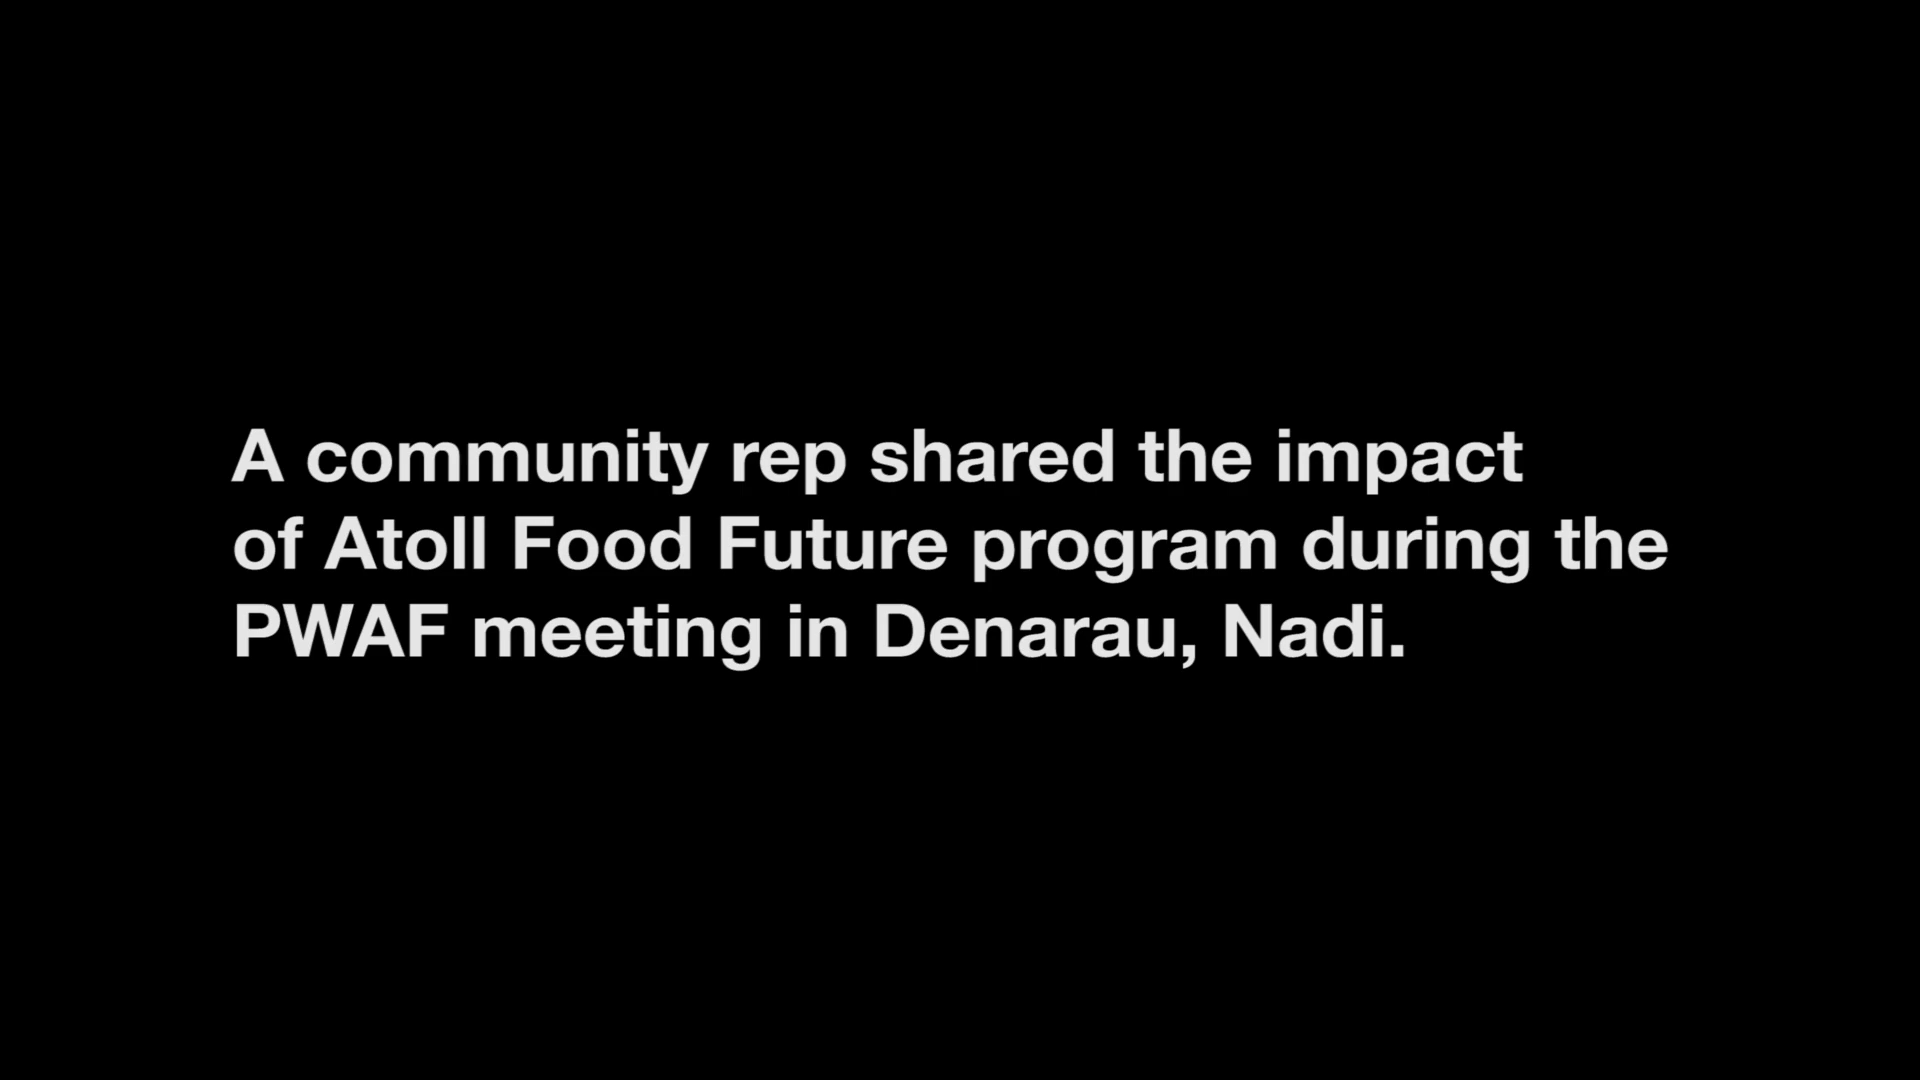 A community rep shared the impact
of Atoll Food Future program during the
PWAF meeting in Denarau, Nadi.